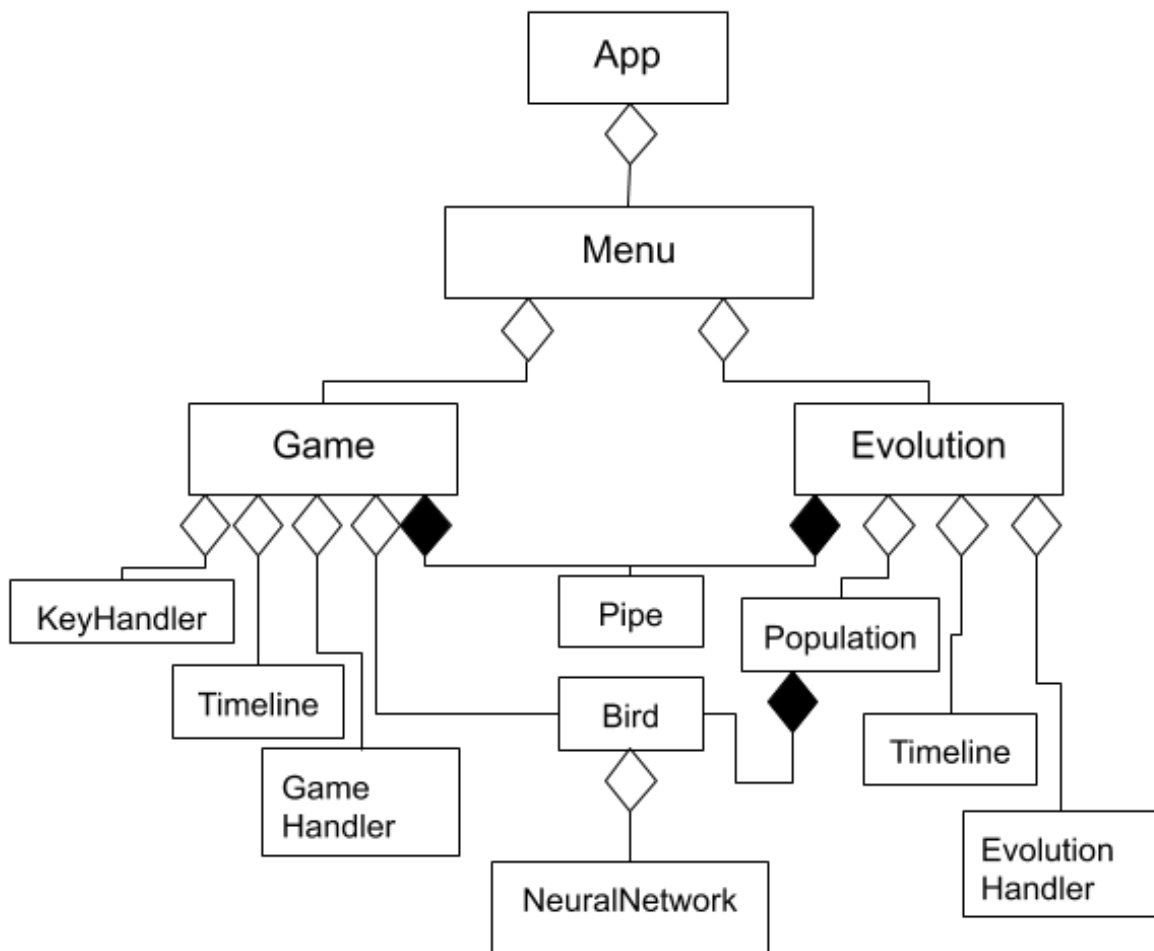 App
Menu
Game
Evolution
KeyHandler
Pipe
Population
Timeline
Bird
Timeline
Game
Handler
Evolution
Handler
NeuralNetwork